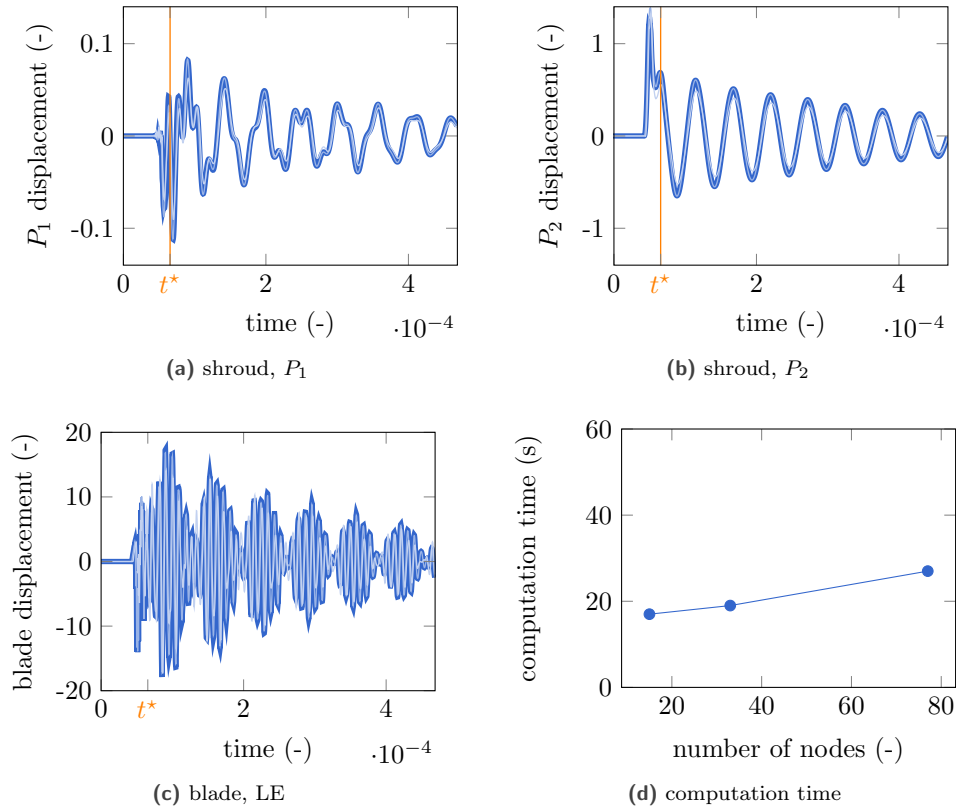 P₁ displacement (-)
0.1
0
-0.1
0
t⋆
2
4
time (-)
·10⁻⁴
(a) shroud, P₁
P₂ displacement (-)
1
0
-1
0
t⋆
2
4
time (-)
·10⁻⁴
(b) shroud, P₂
blade displacement (-)
20
10
0
-10
-20
0
t⋆
2
4
time (-)
·10⁻⁴
(c) blade, LE
computation time (s)
60
40
20
0
20
40
60
80
number of nodes (-)
(d) computation time